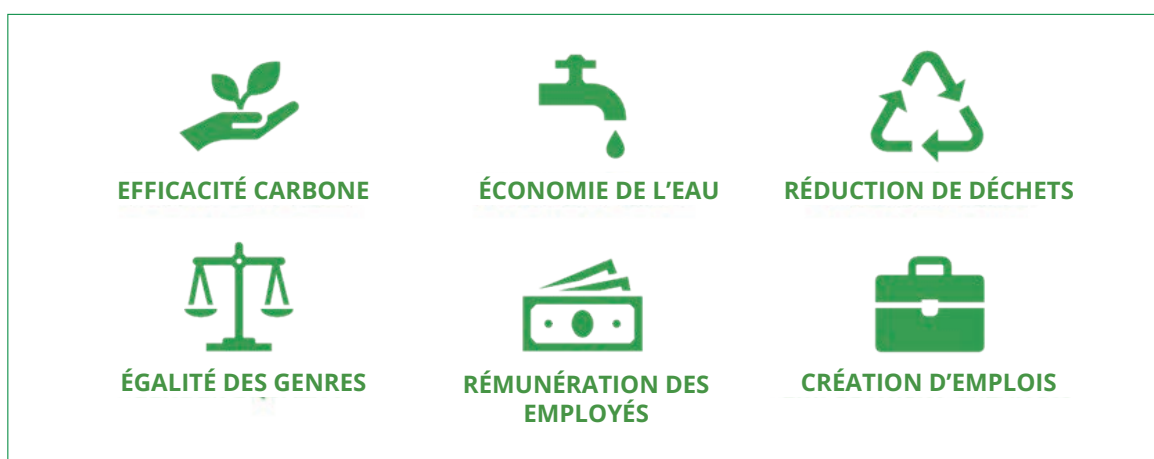 EFFICACITÉ CARBONE
ÉCONOMIE DE L’EAU
RÉDUCTION DE DÉCHETS
ÉGALITÉ DES GENRES
RÉMUNÉRATION DES
EMPLOYÉS
CRÉATION D’EMPLOIS